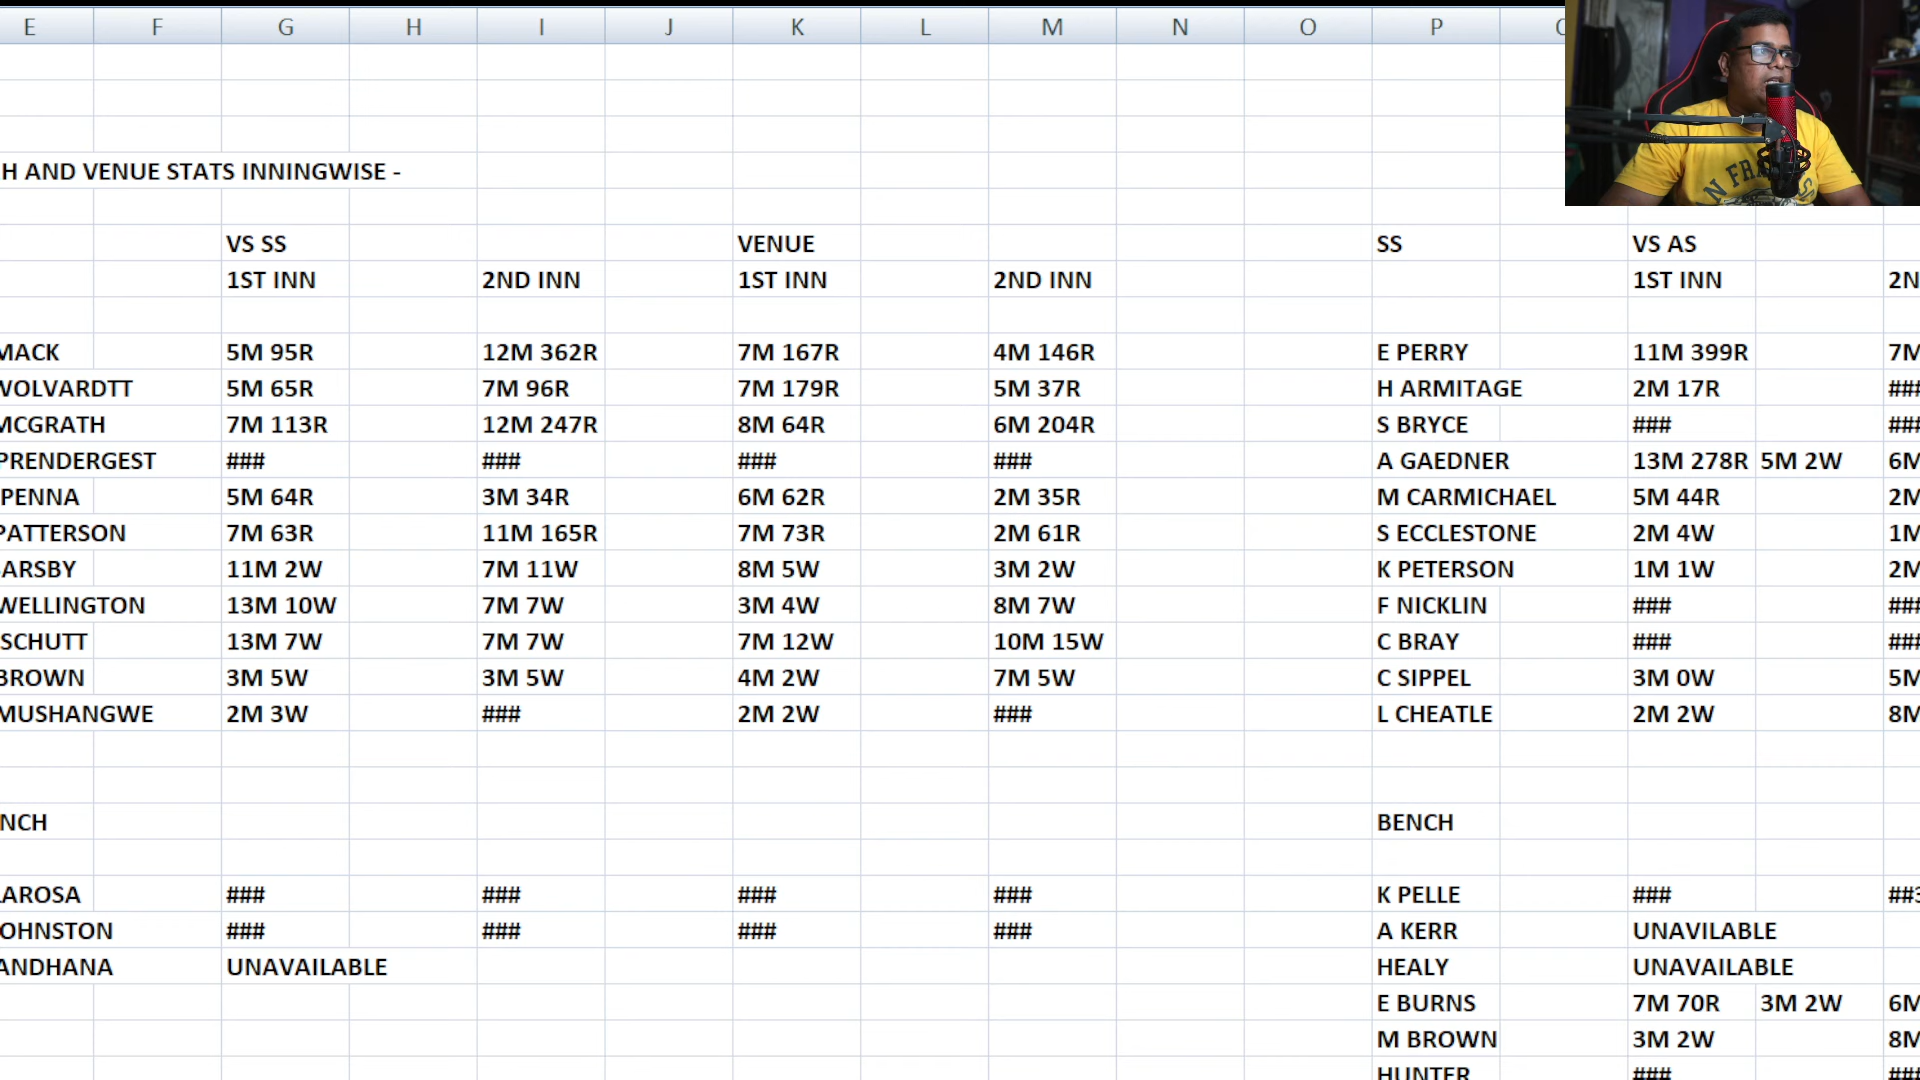 E F G H I J K L M N O P
H AND VENUE STATS INNINGWISE -
VS SS VENUE SS VS AS
1ST INN 2ND INN 1ST INN 2ND INN 1ST INN 2N
MACK 5M 95R 12M 362R 7M 167R 4M 146R E PERRY 11M 399R 7M
WOLVARDTT 5M 65R 7M 96R 7M 179R 5M 37R H ARMITAGE 2M 17R ###
MCGRATH 7M 113R 12M 247R 8M 64R 6M 204R S BRYCE ### ###
PRENDERGEST ### ### ### ### A GAEDNER 13M 278R 5M 2W 6M
PENNA 5M 64R 3M 34R 6M 62R 2M 35R M CARMICHAEL 5M 44R 2M
PATTERSON 7M 63R 11M 165R 7M 73R 2M 61R S ECCLESTONE 2M 4W 1M
ARSBY 11M 2W 7M 11W 8M 5W 3M 2W K PETERSON 1M 1W 2M
WELLINGTON 13M 10W 7M 7W 3M 4W 8M 7W F NICKLIN ### ###
SCHUTT 13M 7W 7M 7W 7M 12W 10M 15W C BRAY ### ###
BROWN 3M 5W 3M 5W 4M 2W 7M 5W C SIPPEL 3M 0W 5M
MUSHANGWE 2M 3W ### 2M 2W ### L CHEATLE 2M 2W 8M
NCH BENCH
AROSA ### ### ### ### K PELLE ### ##
OHNSTON ### ### ### ### A KERR UNAVILABLE
ANDHANA UNAVAILABLE HEALY UNAVAILABLE
E BURNS 7M 70R 3M 2W 6M
M BROWN 3M 2W 8M
HUNTER ### ###